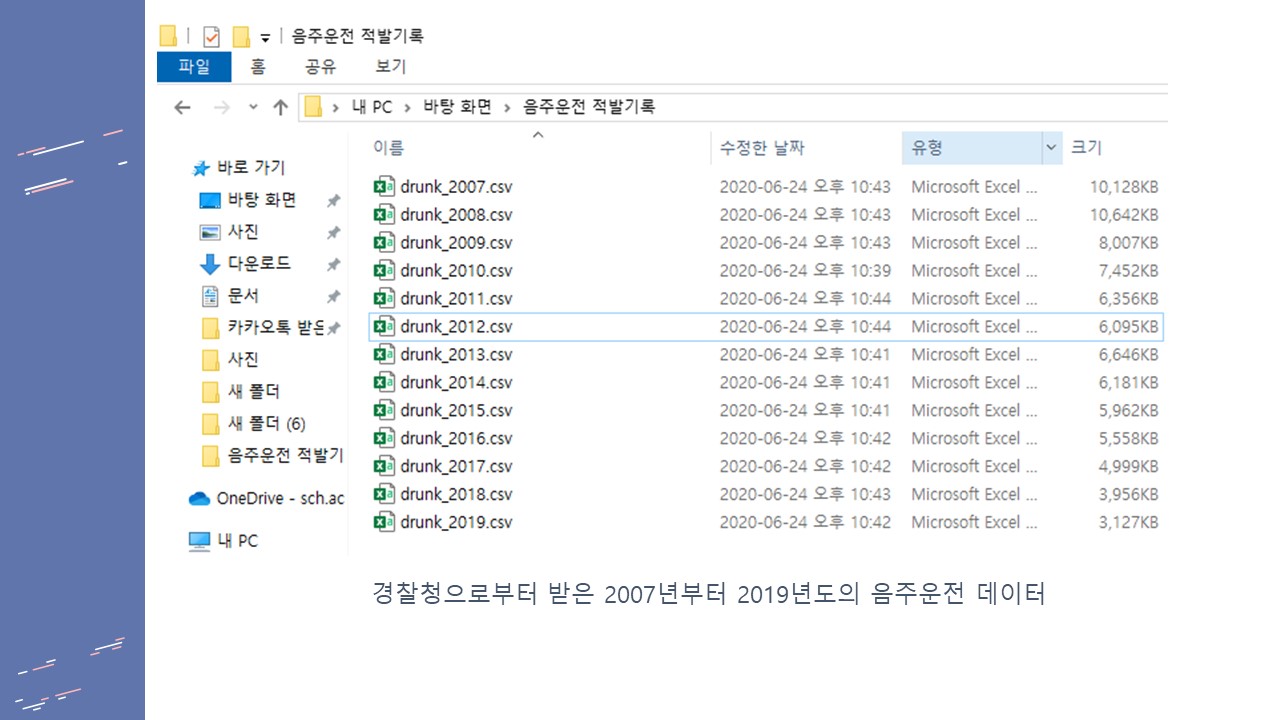 음주운전 적발기록
파일 홈 공유 보기
내 PC > 바탕 화면 > 음주운전 적발기록
이름 수정한 날짜 유형 크기
바로 가기
바탕 화면
사진
다운로드
문서
카카오톡 받은
사진
새 폴더
새 폴더 (6)
음주운전 적발기
OneDrive - sch.ac
내 PC
drunk_2007.csv 2020-06-24 오후 10:43 Microsoft Excel ... 10,128KB
drunk_2008.csv 2020-06-24 오후 10:43 Microsoft Excel ... 10,642KB
drunk_2009.csv 2020-06-24 오후 10:43 Microsoft Excel ... 8,007KB
drunk_2010.csv 2020-06-24 오후 10:39 Microsoft Excel ... 7,452KB
drunk_2011.csv 2020-06-24 오후 10:44 Microsoft Excel ... 6,356KB
drunk_2012.csv 2020-06-24 오후 10:44 Microsoft Excel ... 6,095KB
drunk_2013.csv 2020-06-24 오후 10:41 Microsoft Excel ... 6,646KB
drunk_2014.csv 2020-06-24 오후 10:41 Microsoft Excel ... 6,181KB
drunk_2015.csv 2020-06-24 오후 10:41 Microsoft Excel ... 5,962KB
drunk_2016.csv 2020-06-24 오후 10:42 Microsoft Excel ... 5,558KB
drunk_2017.csv 2020-06-24 오후 10:42 Microsoft Excel ... 4,999KB
drunk_2018.csv 2020-06-24 오후 10:43 Microsoft Excel ... 3,956KB
drunk_2019.csv 2020-06-24 오후 10:42 Microsoft Excel ... 3,127KB
경찰청으로부터 받은 2007년부터 2019년도의 음주운전 데이터